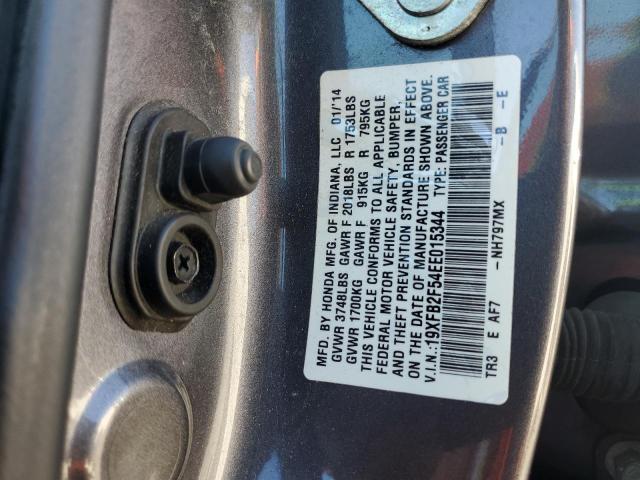 MFD. BY HONDA MFG. OF INDIANA, LLC 01/'14
GVWR 3748LBS GAWR F 2018LBS R 1753LBS
GVWR 1700KG GAWR F 915KG R 795KG
THIS VEHICLE CONFORMS TO ALL APPLICABLE
FEDERAL MOTOR VEHICLE SAFETY, BUMPER,
AND THEFT PREVENTION STANDARDS IN EFFECT
ON THE DATE OF MANUFACTURE SHOWN ABOVE.
V.I.N.:19XFB2F54EE015344 TYPE: PASSENGER CAR
TR3 E AF7 -NH797MX -B -E